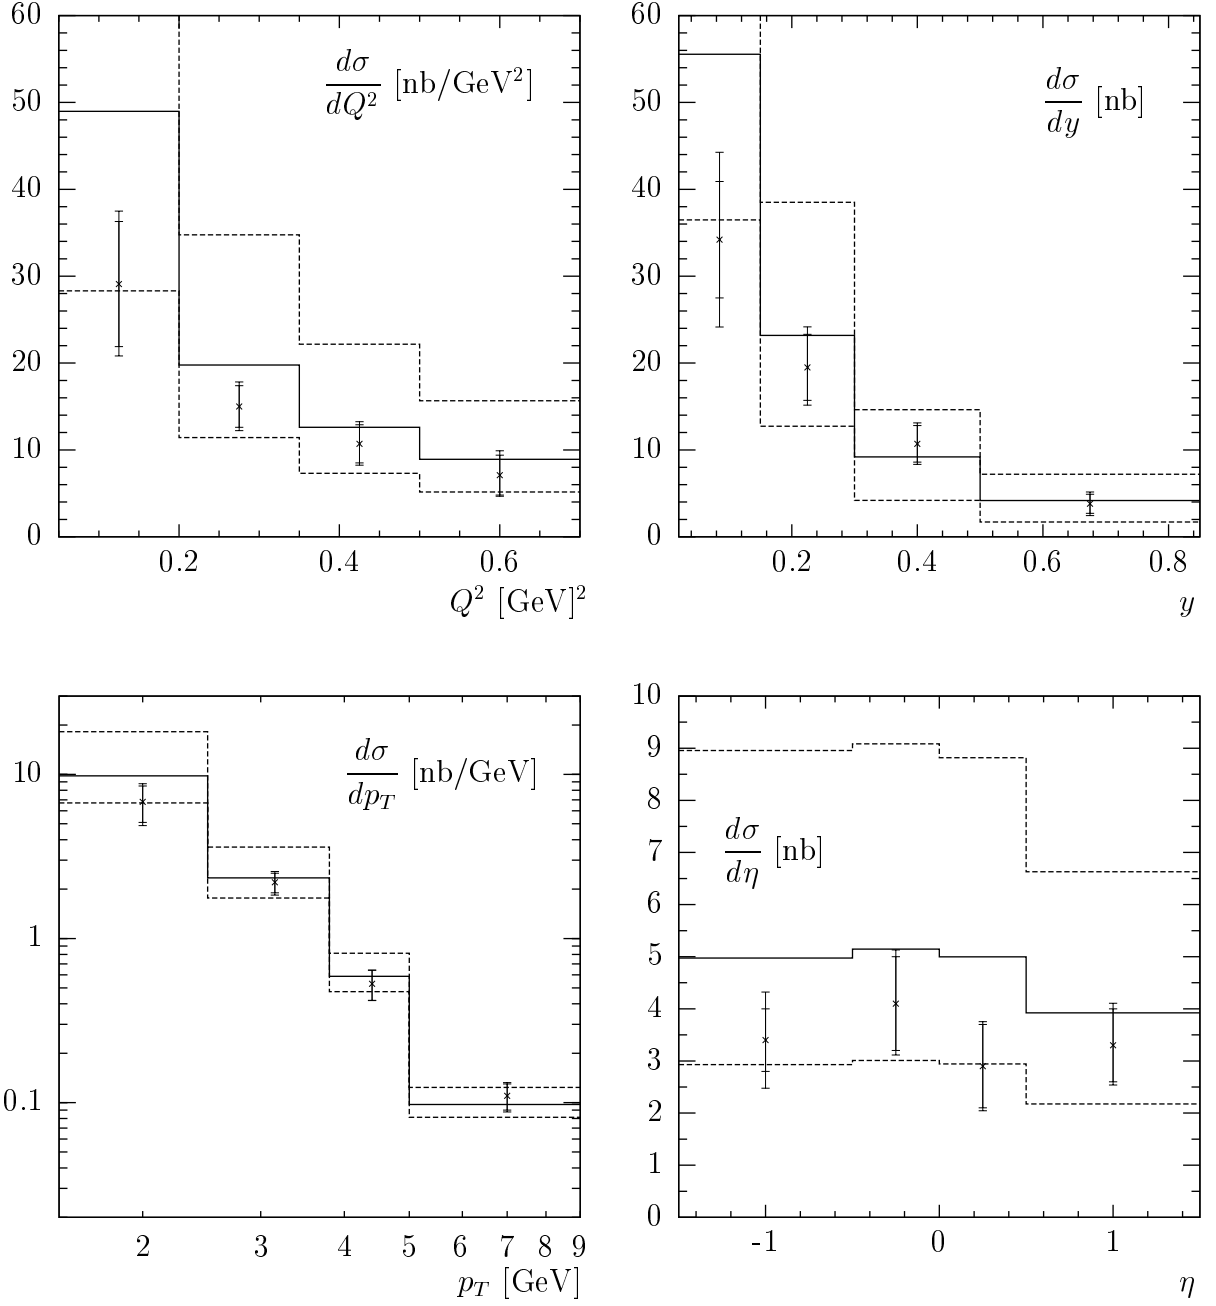 60
50
40
30
20
10
0
0.2 0.4 0.6
dσ/dQ² [nb/GeV²]
Q² [GeV]²
60
50
40
30
20
10
0
0.2 0.4 0.6 0.8
dσ/dy [nb]
y
10
1
0.1
2 3 4 5 6 7 8 9
dσ/dp_T [nb/GeV]
p_T [GeV]
10
9
8
7
6
5
4
3
2
1
0
-1 0 1
dσ/dη [nb]
η